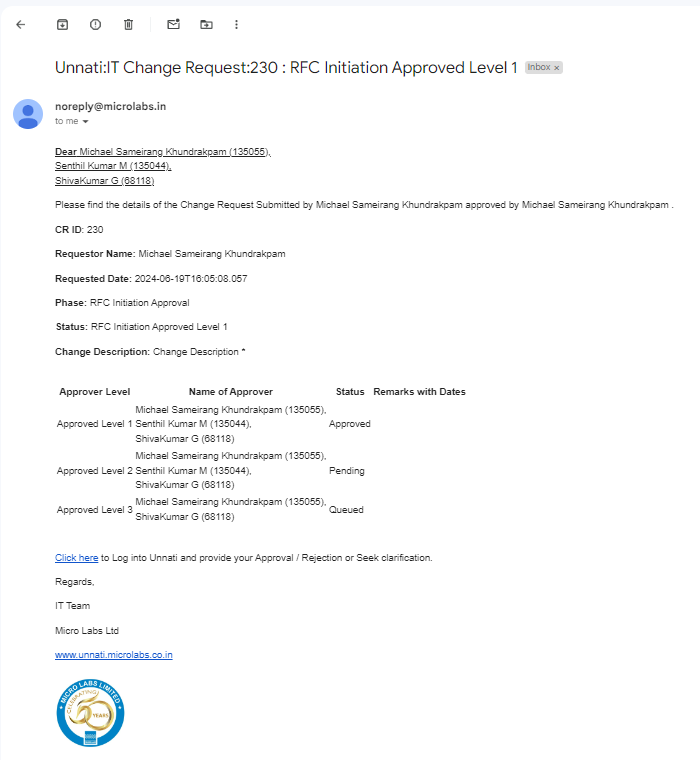 Unnati:IT Change Request:230 : RFC Initiation Approved Level 1 Inbox ×
noreply@microlabs.in
to me
Dear Michael Sameirang Khundrakpam (135055),
Senthil Kumar M (135044),
ShivaKumar G (68118)
Please find the details of the Change Request Submitted by Michael Sameirang Khundrakpam approved by Michael Sameirang Khundrakpam .
CR ID: 230
Requestor Name: Michael Sameirang Khundrakpam
Requested Date: 2024-06-19T16:05:08.057
Phase: RFC Initiation Approval
Status: RFC Initiation Approved Level 1
Change Description: Change Description *
Approver Level Name of Approver Status Remarks with Dates
Michael Sameirang Khundrakpam (135055),
Approved Level 1 Senthil Kumar M (135044), Approved
ShivaKumar G (68118)
Michael Sameirang Khundrakpam (135055),
Approved Level 2 Senthil Kumar M (135044), Pending
ShivaKumar G (68118)
Michael Sameirang Khundrakpam (135055),
Approved Level 3 Queued
ShivaKumar G (68118)
Click here to Log into Unnati and provide your Approval / Rejection or Seek clarification.
Regards,
IT Team
Micro Labs Ltd
www.unnati.microlabs.co.in
MICRO LABS LIMITED
CELEBRATING
50 YEARS